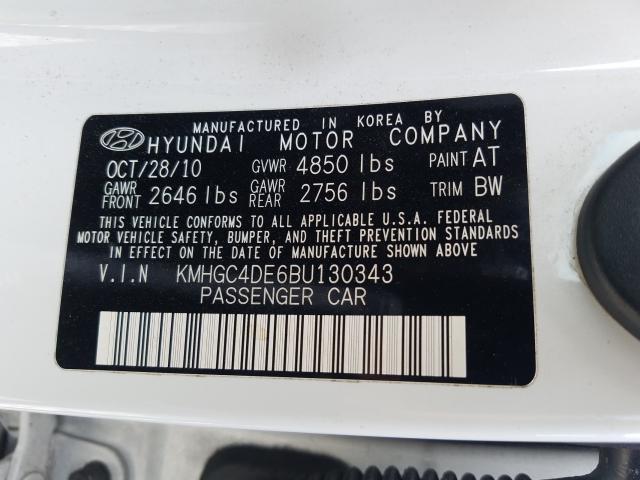 MANUFACTURED IN KOREA BY
HYUNDAI MOTOR COMPANY
OCT/28/10 GVWR 4850 lbs PAINT AT
GAWR FRONT 2646 lbs GAWR REAR 2756 lbs TRIM BW
THIS VEHICLE CONFORMS TO ALL APPLICABLE U.S.A. FEDERAL
MOTOR VEHICLE SAFETY, BUMPER, AND THEFT PREVENTION STANDARDS
IN EFFECT ON THE DATE OF MANUFACTURE SHOWN ABOVE
V.I.N KMHGC4DE6BU130343
PASSENGER CAR